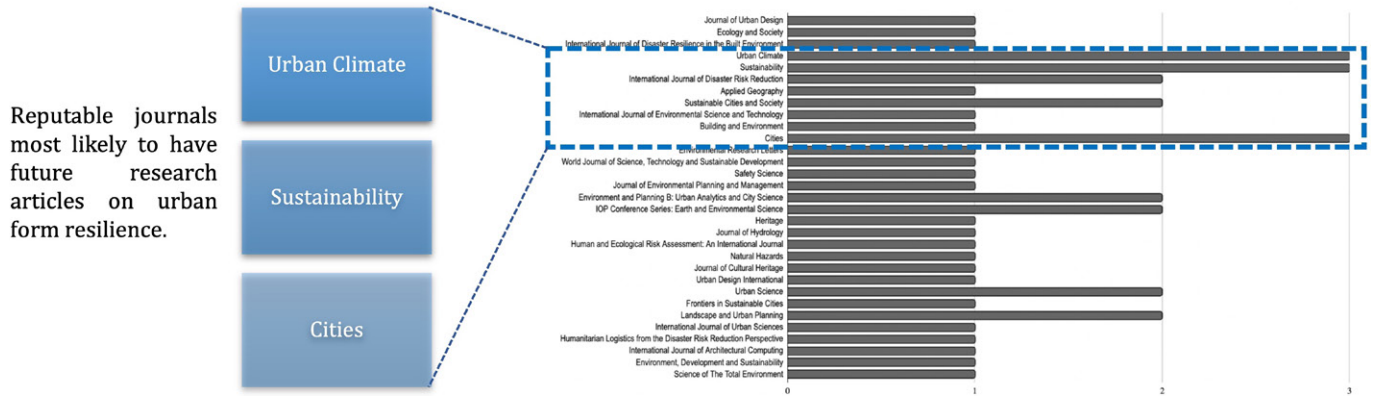 Reputable journals
most likely to have
future research
articles on urban
form resilience.
Urban Climate
Sustainability
Cities
Journal of Urban Design
Ecology and Society
International Journal of Disaster Resilience in the Built Environment
Urban Climate
Sustainability
International Journal of Disaster Risk Reduction
Applied Geography
Sustainable Cities and Society
International Journal of Environmental Science and Technology
Building and Environment
Cities
Environmental Research Letters
World Journal of Science, Technology and Sustainable Development
Safety Science
Journal of Environmental Planning and Management
Environment and Planning B: Urban Analytics and City Science
IOP Conference Series: Earth and Environmental Science
Heritage
Journal of Hydrology
Human and Ecological Risk Assessment: An International Journal
Natural Hazards
Journal of Cultural Heritage
Urban Design International
Urban Science
Frontiers in Sustainable Cities
Landscape and Urban Planning
International Journal of Urban Sciences
Humanitarian Logistics from the Disaster Risk Reduction Perspective
International Journal of Architectural Computing
Environment, Development and Sustainability
Science of The Total Environment
0 1 2 3